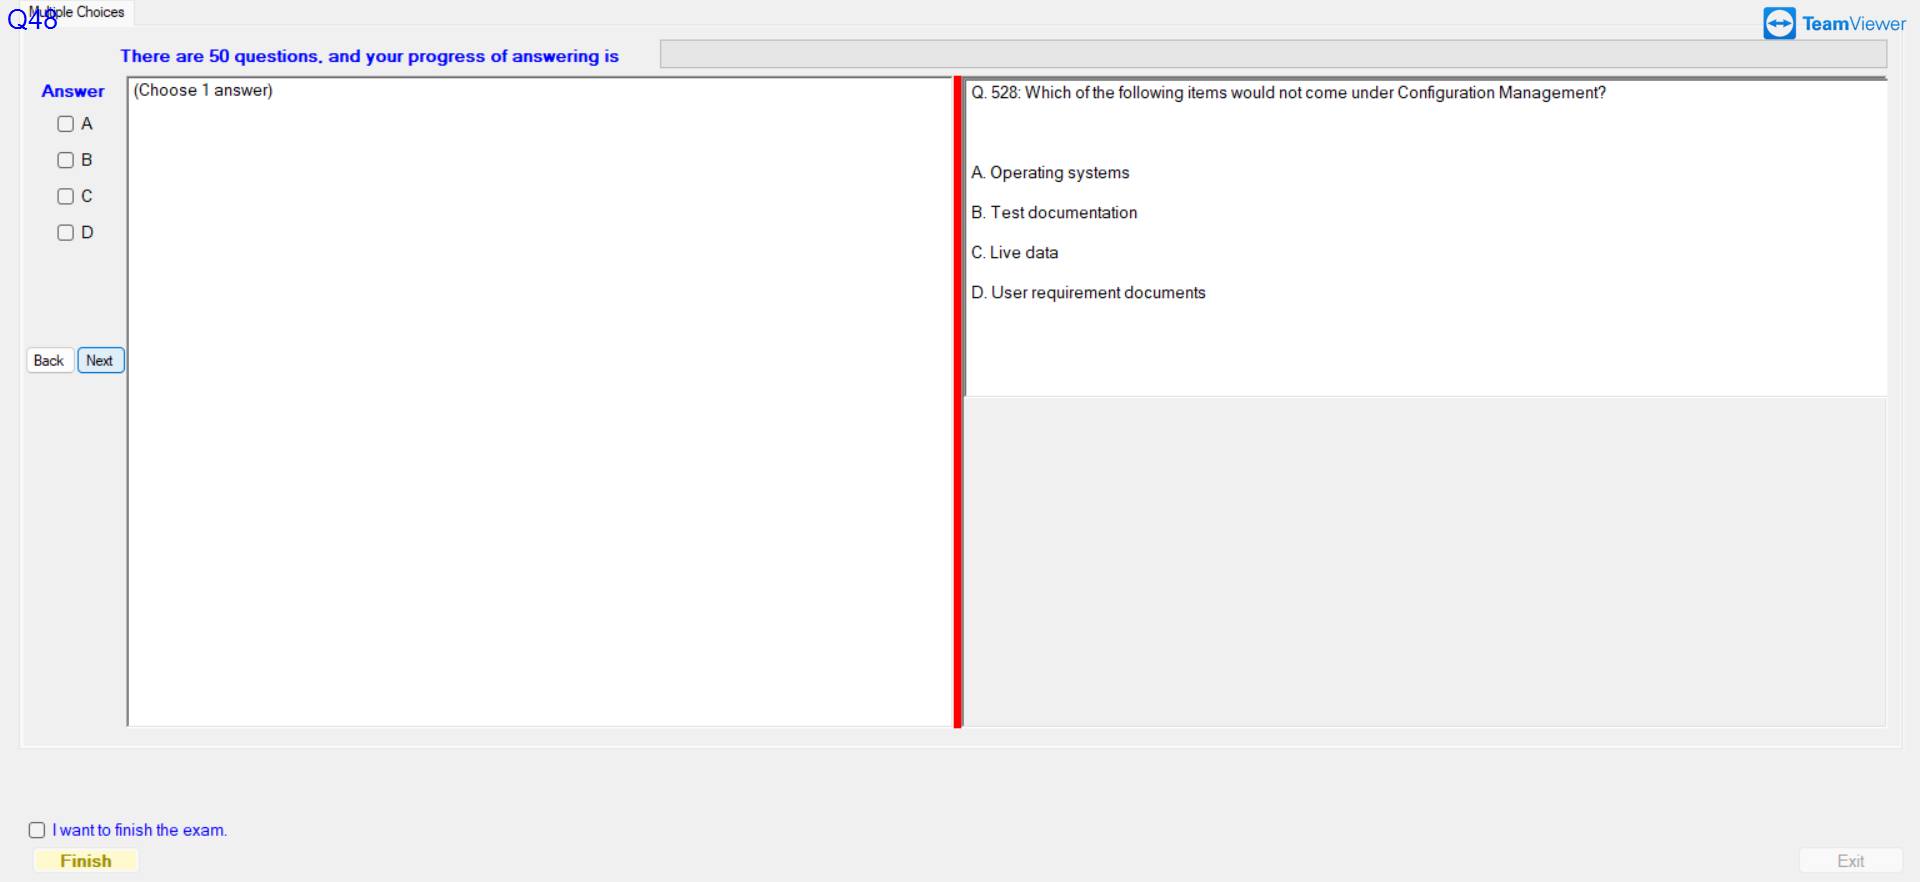 Multiple Choices
Q48
TeamViewer
There are 50 questions, and your progress of answering is
Answer
(Choose 1 answer)
A
B
C
D
Back
Next
Q. 528: Which of the following items would not come under Configuration Management?
A. Operating systems
B. Test documentation
C. Live data
D. User requirement documents
I want to finish the exam.
Finish
Exit